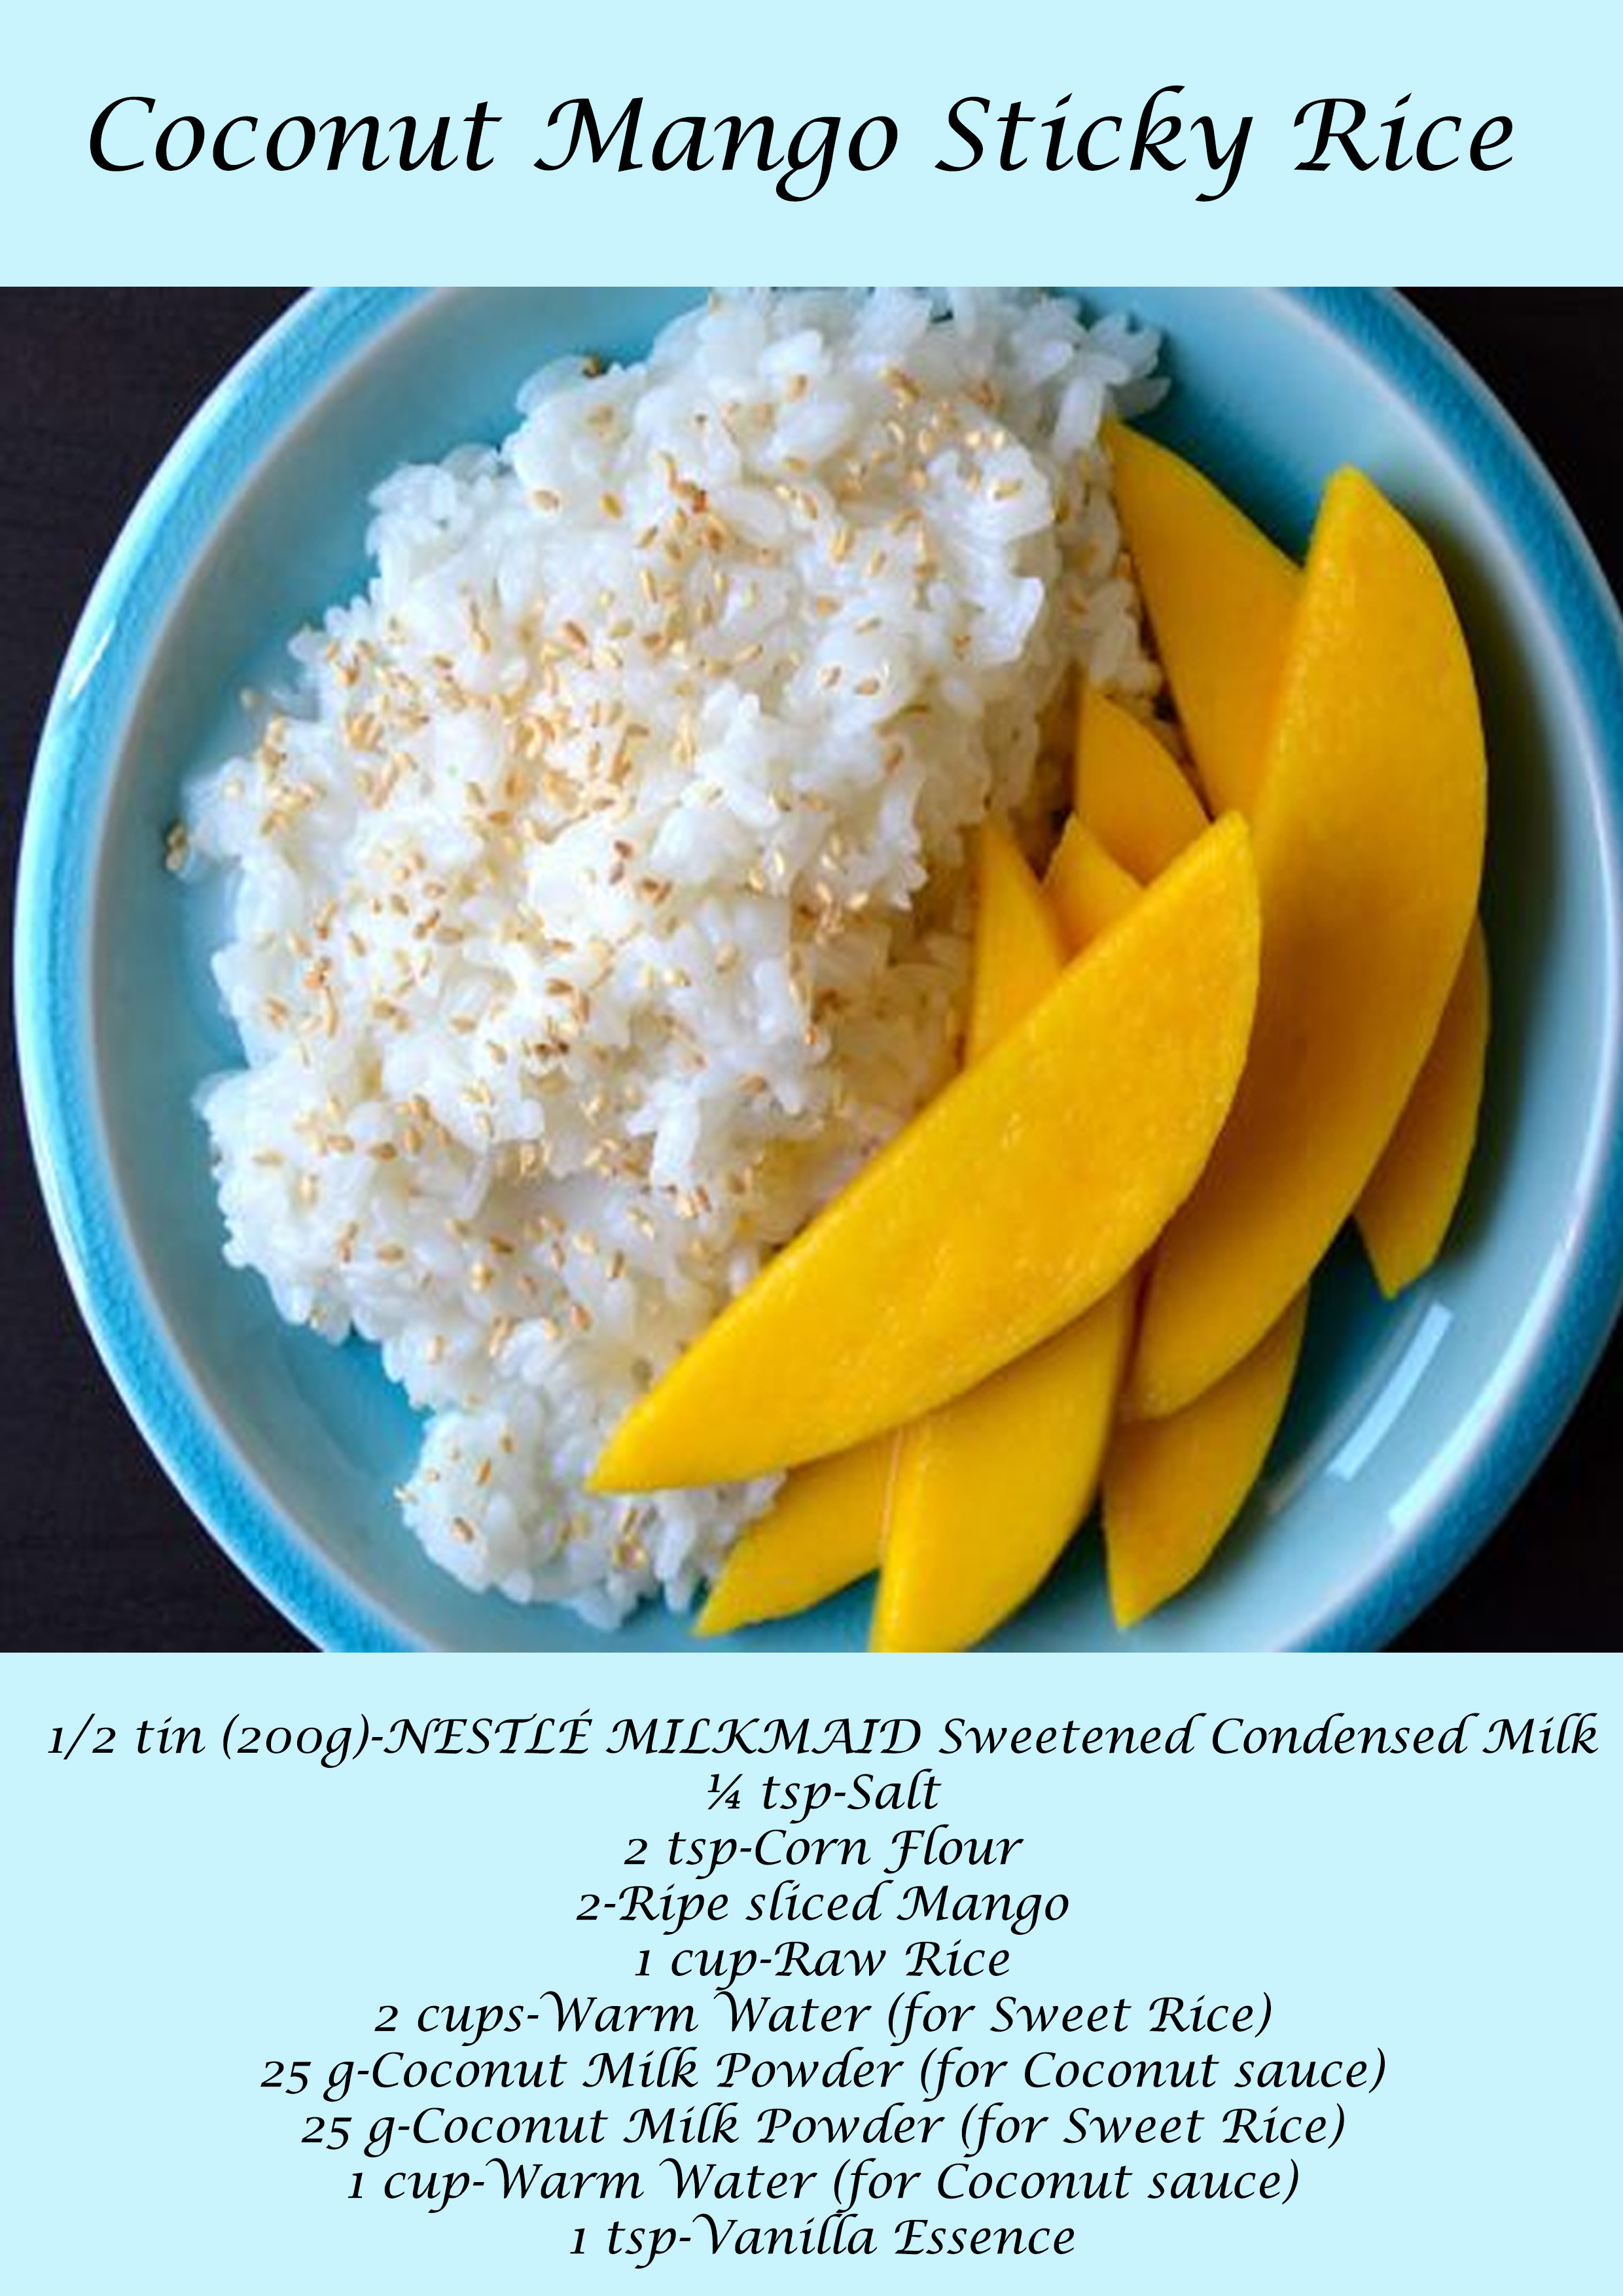 Coconut Mango Sticky Rice
1/2 tin (200g)-NESTLÉ MILKMAID Sweetened Condensed Milk
¼ tsp-Salt
2 tsp-Corn Flour
2-Ripe sliced Mango
1 cup-Raw Rice
2 cups-Warm Water (for Sweet Rice)
25 g-Coconut Milk Powder (for Coconut sauce)
25 g-Coconut Milk Powder (for Sweet Rice)
1 cup-Warm Water (for Coconut sauce)
1 tsp-Vanilla Essence